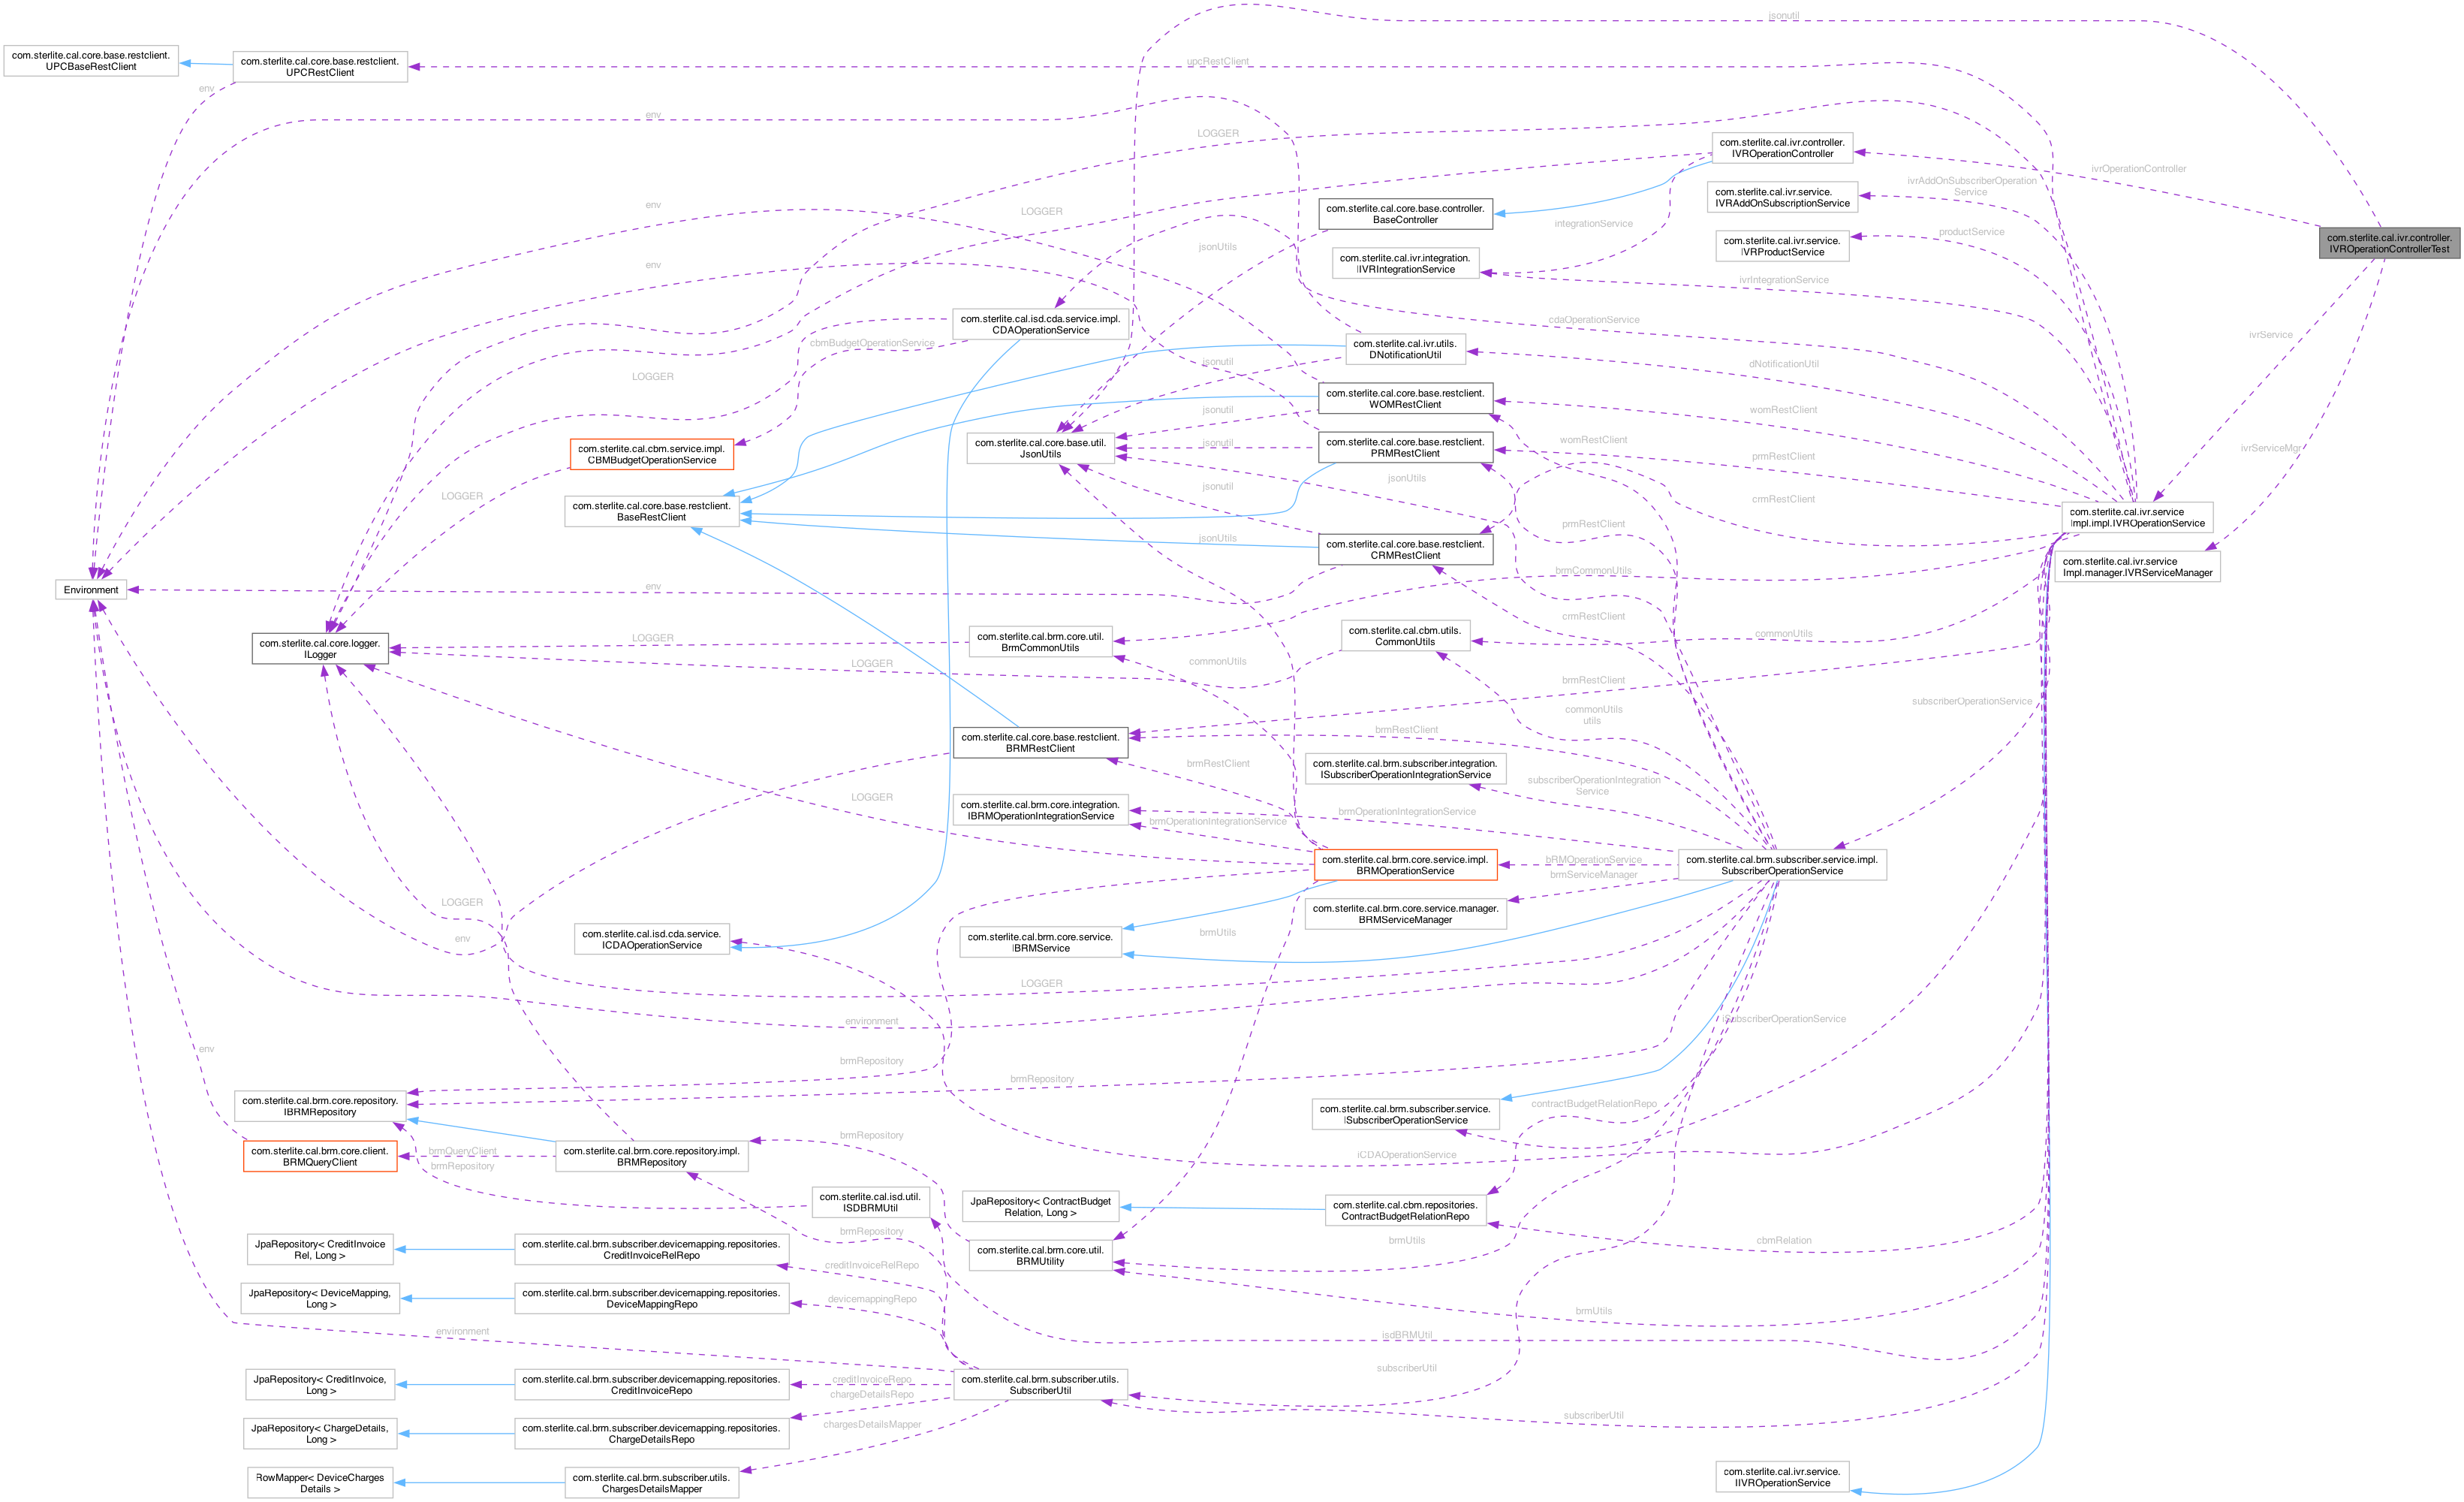 jsonutil
com.sterlite.cal.core.base.restclient.
UPCBaseRestClient
com.sterlite.cal.core.base.restclient.
UPCRestClient
upcRestClient
env
env
LOGGER
com.sterlite.cal.ivr.controller.
IVROperationController
ivrOperationController
com.sterlite.cal.ivr.service.
IVRAddOnSubscriptionService
ivrAddOnSubscriberOperation
Service
env
LOGGER
com.sterlite.cal.core.base.controller.
BaseController
integrationService
com.sterlite.cal.ivr.service.
IVRProductService
productService
com.sterlite.cal.ivr.controller.
IVROperationControllerTest
jsonUtils
env
com.sterlite.cal.ivr.integration.
IIVRIntegrationService
ivrIntegrationService
com.sterlite.cal.isd.cda.service.impl.
CDAOperationService
cdaOperationService
cbmBudgetOperationService
com.sterlite.cal.ivr.utils.
DNotificationUtil
dNotificationUtil
ivrService
jsonutil
LOGGER
com.sterlite.cal.core.base.restclient.
WOMRestClient
womRestClient
jsonutil
com.sterlite.cal.cbm.service.impl.
CBMBudgetOperationService
com.sterlite.cal.core.base.util.
JsonUtils
jsonutil
com.sterlite.cal.core.base.restclient.
PRMRestClient
womRestClient
prmRestClient
ivrServiceMgr
LOGGER
jsonUtils
jsonutil
crmRestClient
com.sterlite.cal.core.base.restclient.
BaseRestClient
com.sterlite.cal.ivr.service
Impl.impl.IVROperationService
jsonUtils
com.sterlite.cal.core.base.restclient.
CRMRestClient
prmRestClient
Environment
env
brmCommonUtils
com.sterlite.cal.ivr.service
Impl.manager.IVRServiceManager
crmRestClient
com.sterlite.cal.core.logger.
ILogger
LOGGER
com.sterlite.cal.brm.core.util.
BrmCommonUtils
com.sterlite.cal.cbm.utils.
CommonUtils
commonUtils
LOGGER
commonUtils
brmRestClient
subscriberOperationService
commonUtils
utils
com.sterlite.cal.core.base.restclient.
BRMRestClient
brmRestClient
brmRestClient
com.sterlite.cal.brm.subscriber.integration.
ISubscriberOperationIntegrationService
subscriberOperationIntegration
Service
LOGGER
com.sterlite.cal.brm.core.integration.
IBRMOperationIntegrationService
brmOperationIntegrationService
brmOperationIntegrationService
com.sterlite.cal.brm.core.service.impl.
BRMOperationService
bRMOperationService
com.sterlite.cal.brm.subscriber.service.impl.
SubscriberOperationService
brmServiceManager
LOGGER
com.sterlite.cal.brm.core.service.manager.
BRMServiceManager
env
com.sterlite.cal.isd.cda.service.
ICDAOperationService
com.sterlite.cal.brm.core.service.
IBRMService
brmUtils
LOGGER
environment
iSubscriberOperationService
env
brmRepository
brmRepository
com.sterlite.cal.brm.core.repository.
IBRMRepository
contractBudgetRelationRepo
com.sterlite.cal.brm.subscriber.service.
ISubscriberOperationService
com.sterlite.cal.brm.core.client.
BRMQueryClient
brmQueryClient
brmRepository
com.sterlite.cal.brm.core.repository.impl.
BRMRepository
brmRepository
iCDAOperationService
com.sterlite.cal.isd.util.
ISDBRMUtil
JpaRepository< ContractBudget
Relation, Long >
com.sterlite.cal.cbm.repositories.
ContractBudgetRelationRepo
brmRepository
brmUtils
cbmRelation
JpaRepository< CreditInvoice
Rel, Long >
com.sterlite.cal.brm.subscriber.devicemapping.repositories.
CreditInvoiceRelRepo
creditInvoiceRelRepo
com.sterlite.cal.brm.core.util.
BRMUtility
JpaRepository< DeviceMapping,
Long >
com.sterlite.cal.brm.subscriber.devicemapping.repositories.
DeviceMappingRepo
devicemappingRepo
brmUtils
environment
isdBRMUtil
subscriberUtil
JpaRepository< CreditInvoice,
Long >
com.sterlite.cal.brm.subscriber.devicemapping.repositories.
CreditInvoiceRepo
creditInvoiceRepo
chargeDetailsRepo
com.sterlite.cal.brm.subscriber.utils.
SubscriberUtil
subscriberUtil
JpaRepository< ChargeDetails,
Long >
com.sterlite.cal.brm.subscriber.devicemapping.repositories.
ChargeDetailsRepo
chargesDetailsMapper
RowMapper< DeviceCharges
Details >
com.sterlite.cal.brm.subscriber.utils.
ChargesDetailsMapper
com.sterlite.cal.ivr.service.
IIVROperationService